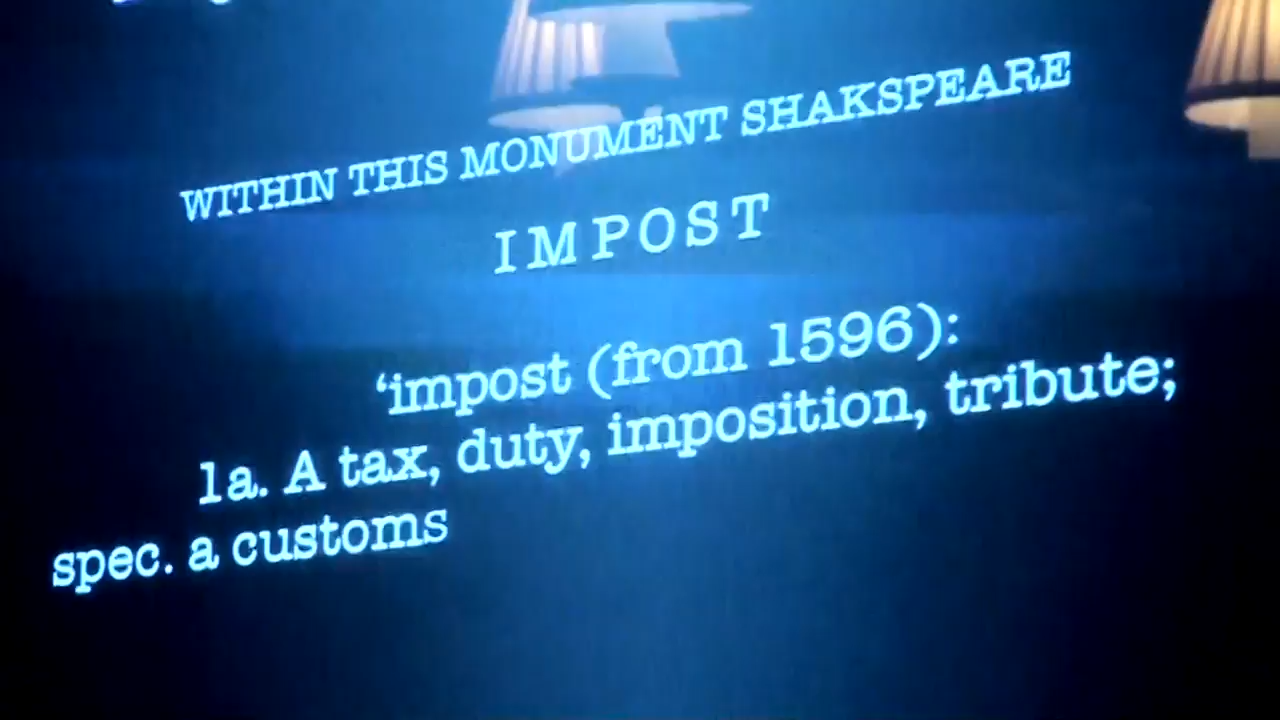 WITHIN THIS MONUMENT SHAKSPEARE
IMPOST
‘impost (from 1596):
1a. A tax, duty, imposition, tribute;
spec. a customs